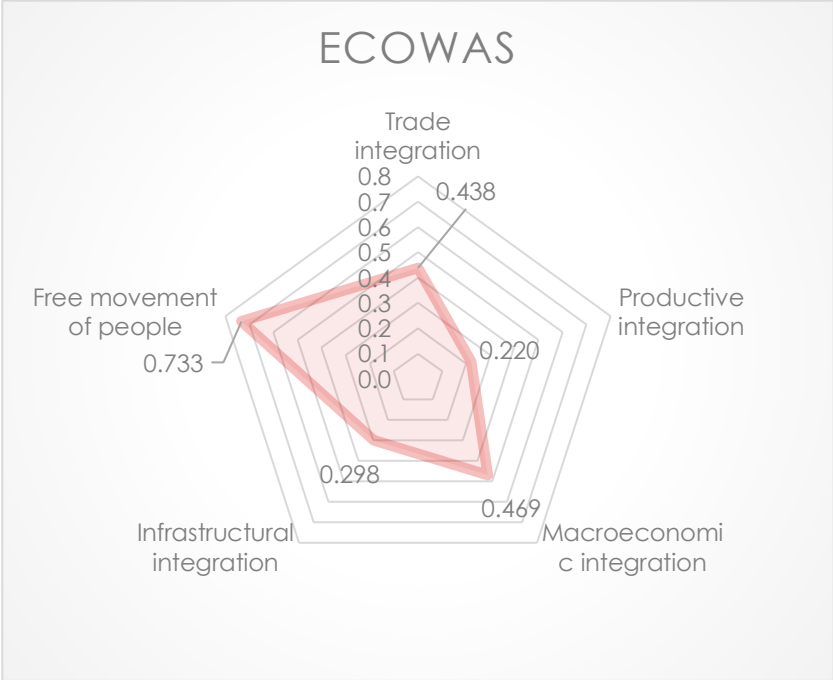 ECOWAS
Trade
integration
0.8
0.438
0.7
0.6
0.5
0.4
0.3
0.2
0.1
0.0
Productive
integration
0.220
0.469
Macroeconomi
c integration
0.298
Infrastructural
integration
Free movement
of people
0.733